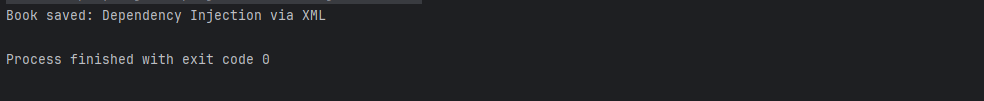 Book saved: Dependency Injection via XML
Process finished with exit code 0